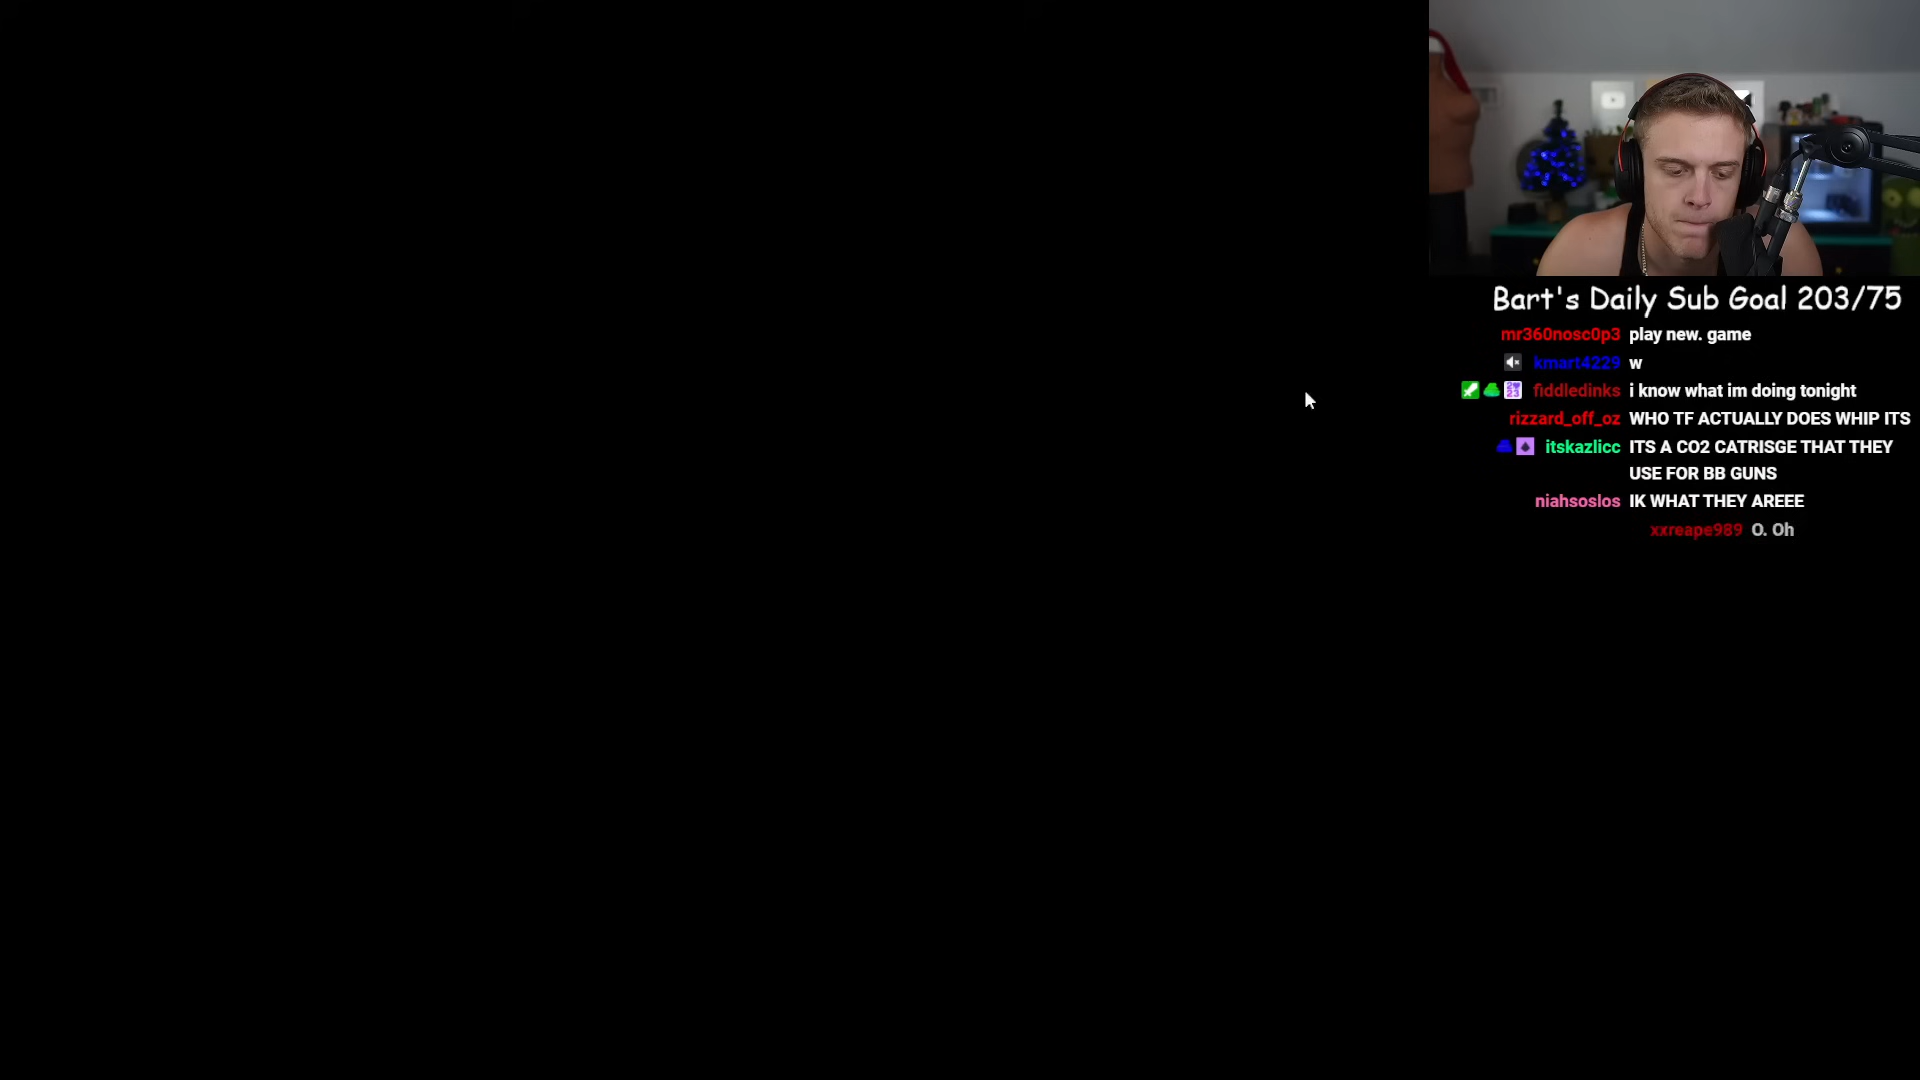 Bart's Daily Sub Goal 203/75
mr360nosc0p3 play new. game
kmart4229 w
fiddledinks i know what im doing tonight
rizzard_off_oz WHO TF ACTUALLY DOES WHIP ITS
itskazlicc ITS A CO2 CATRISGE THAT THEY
USE FOR BB GUNS
niahsoslos IK WHAT THEY AREEE
xxreape989 O. Oh